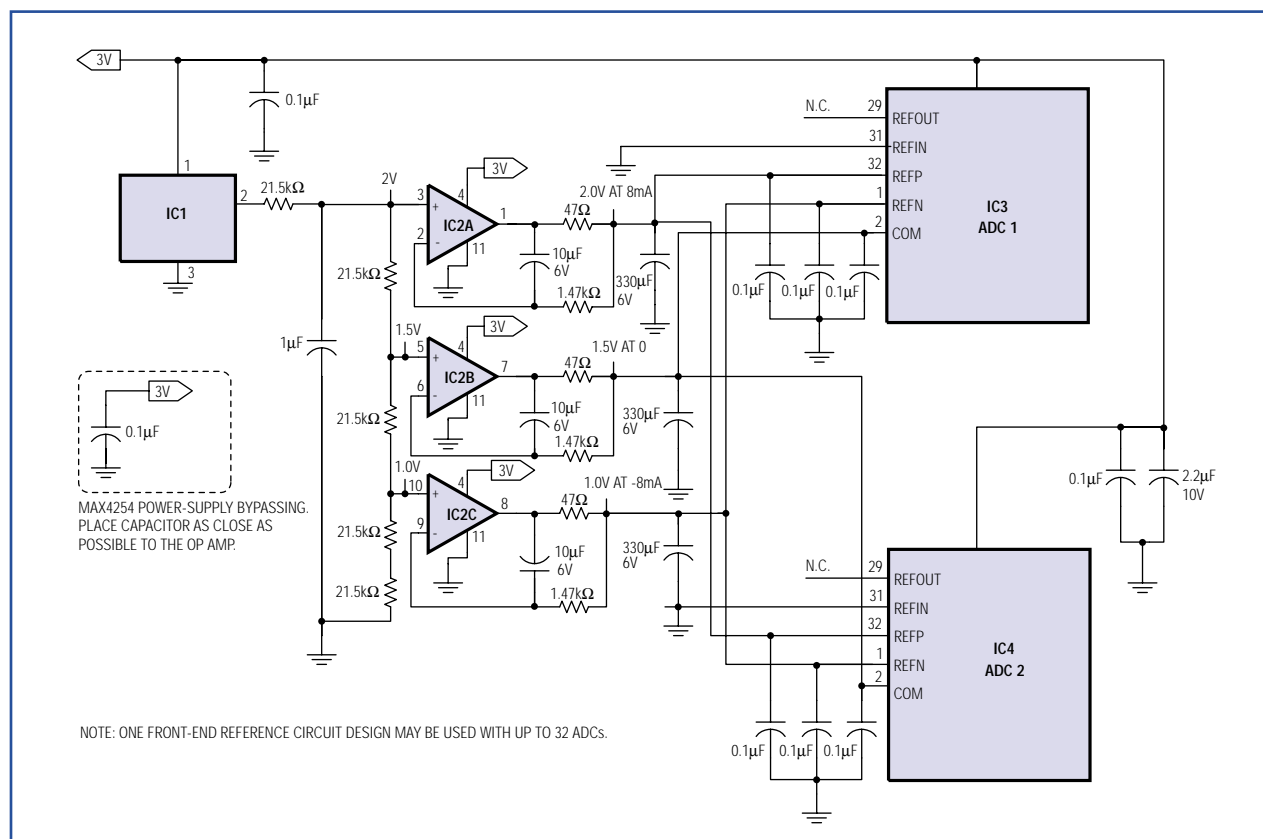 3V
0.1µF
1
IC1
2
3
21.5kΩ
2V
3V
3
4
+
IC2A
1
2
-
11
47Ω
2.0V AT 8mA
10µF
6V
1.47kΩ
330µF
6V
21.5kΩ
1µF
1.5V
3V
5
4
+
IC2B
7
6
-
11
47Ω
1.5V AT 0
10µF
6V
1.47kΩ
330µF
6V
21.5kΩ
1.0V
3V
10
4
+
IC2C
8
9
-
11
47Ω
1.0V AT -8mA
10µF
6V
1.47kΩ
330µF
6V
21.5kΩ
21.5kΩ
N.C.
29
REFOUT
31
REFIN
32
REFP
1
REFN
2
COM
IC3
ADC 1
0.1µF
0.1µF
0.1µF
3V
0.1µF
MAX4254 POWER-SUPPLY BYPASSING.
PLACE CAPACITOR AS CLOSE AS
POSSIBLE TO THE OP AMP.
0.1µF
2.2µF
10V
N.C.
29
REFOUT
31
REFIN
32
REFP
1
REFN
2
COM
IC4
ADC 2
0.1µF
0.1µF
0.1µF
NOTE: ONE FRONT-END REFERENCE CIRCUIT DESIGN MAY BE USED WITH UP TO 32 ADCs.